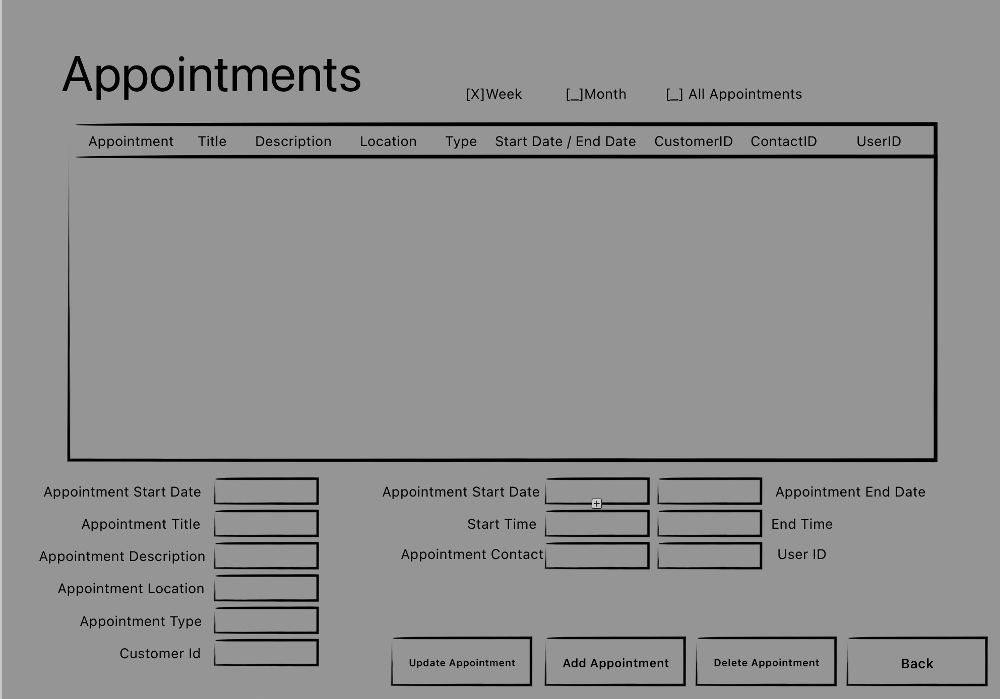 Appointments
[X]Week [_]Month [_] All Appointments
Appointment Title Description Location Type Start Date / End Date CustomerID ContactID UserID
Appointment Start Date Appointment Start Date Appointment End Date
Appointment Title Start Time End Time
Appointment Description Appointment Contact User ID
Appointment Location
Appointment Type
Customer Id
Update Appointment Add Appointment Delete Appointment Back